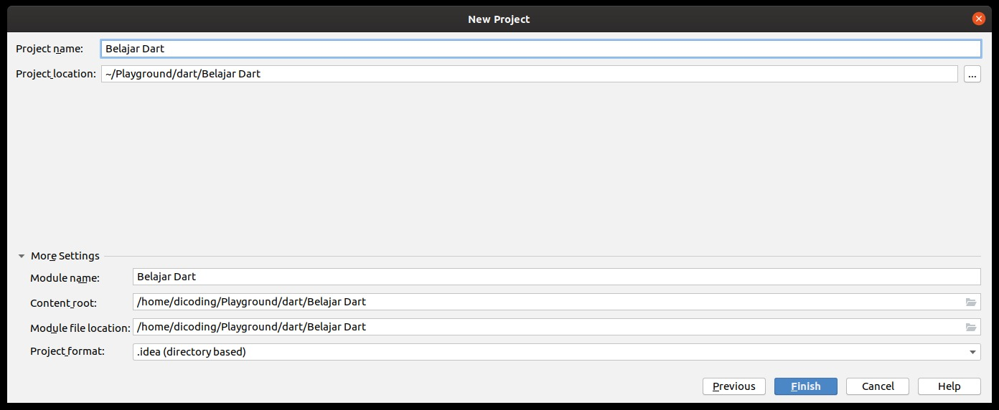 New Project
Project name: Belajar Dart
Project location: ~/Playground/dart/Belajar Dart ...
More Settings
Module name: Belajar Dart
Content root: /home/dicoding/Playground/dart/Belajar Dart
Module file location: /home/dicoding/Playground/dart/Belajar Dart
Project format: .idea (directory based)
Previous Finish Cancel Help